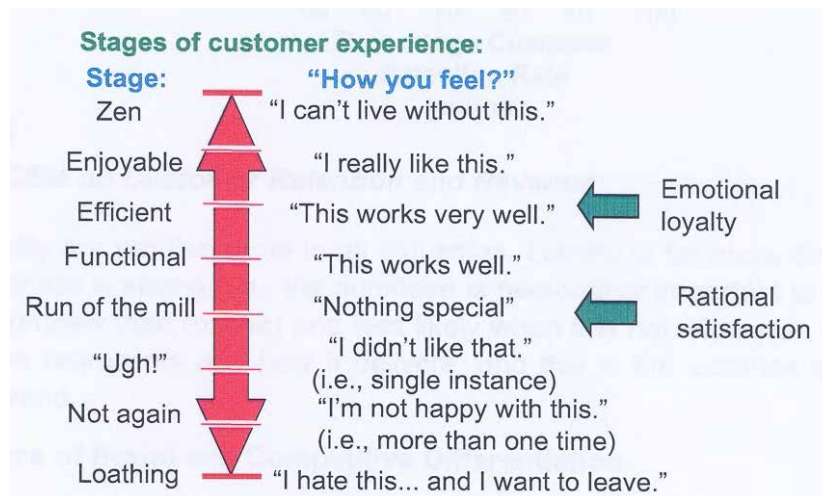 Stages of customer experience:
Stage: “How you feel?”
Zen “I can’t live without this.”
Enjoyable “I really like this.”
Emotional
Efficient “This works very well.”
loyalty
Functional “This works well.”
Run of the mill “Nothing special”
Rational
satisfaction
“I didn’t like that ”
“Ugh!”
(i.e., single instance)
Not again “I’m not happy with this.”
(i.e., more than one time)
Loathing “I hate this... and I want to leave.”